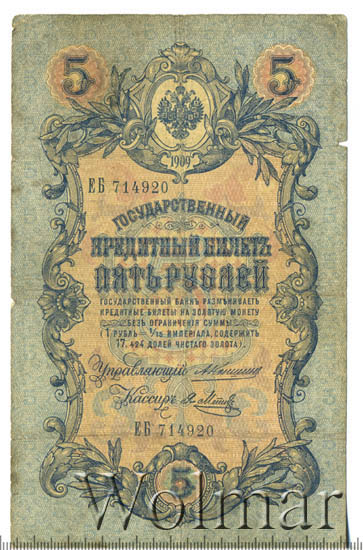 5 5
1909
ЕБ 714920
ГОСУДАРСТВЕННЫЙ
КРЕДИТНЫЙ БИЛЕТЪ
ПЯТЬ РУБЛЕЙ
ГОСУДАРСТВЕННЫЙ БАНКЪ РАЗМѢНИВАЕТЪ
КРЕДИТНЫЕ БИЛЕТЫ НА ЗОЛОТУЮ МОНЕТУ
БЕЗЪ ОГРАНИЧЕНІЯ СУММЫ
(1 РУБЛЬ = 1/15 ИМПЕРІАЛА, СОДЕРЖИТЪ
17,424 ДОЛЕЙ ЧИСТАГО ЗОЛОТА).
Управляющій
Кассиръ
ЕБ 714920
5
Wolmar